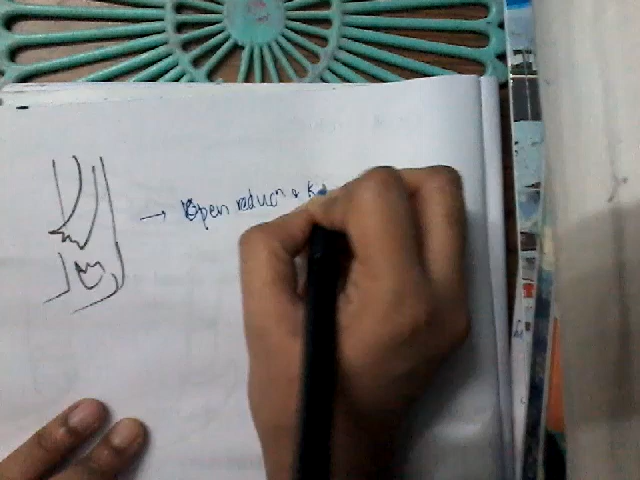 → Open reducn & K